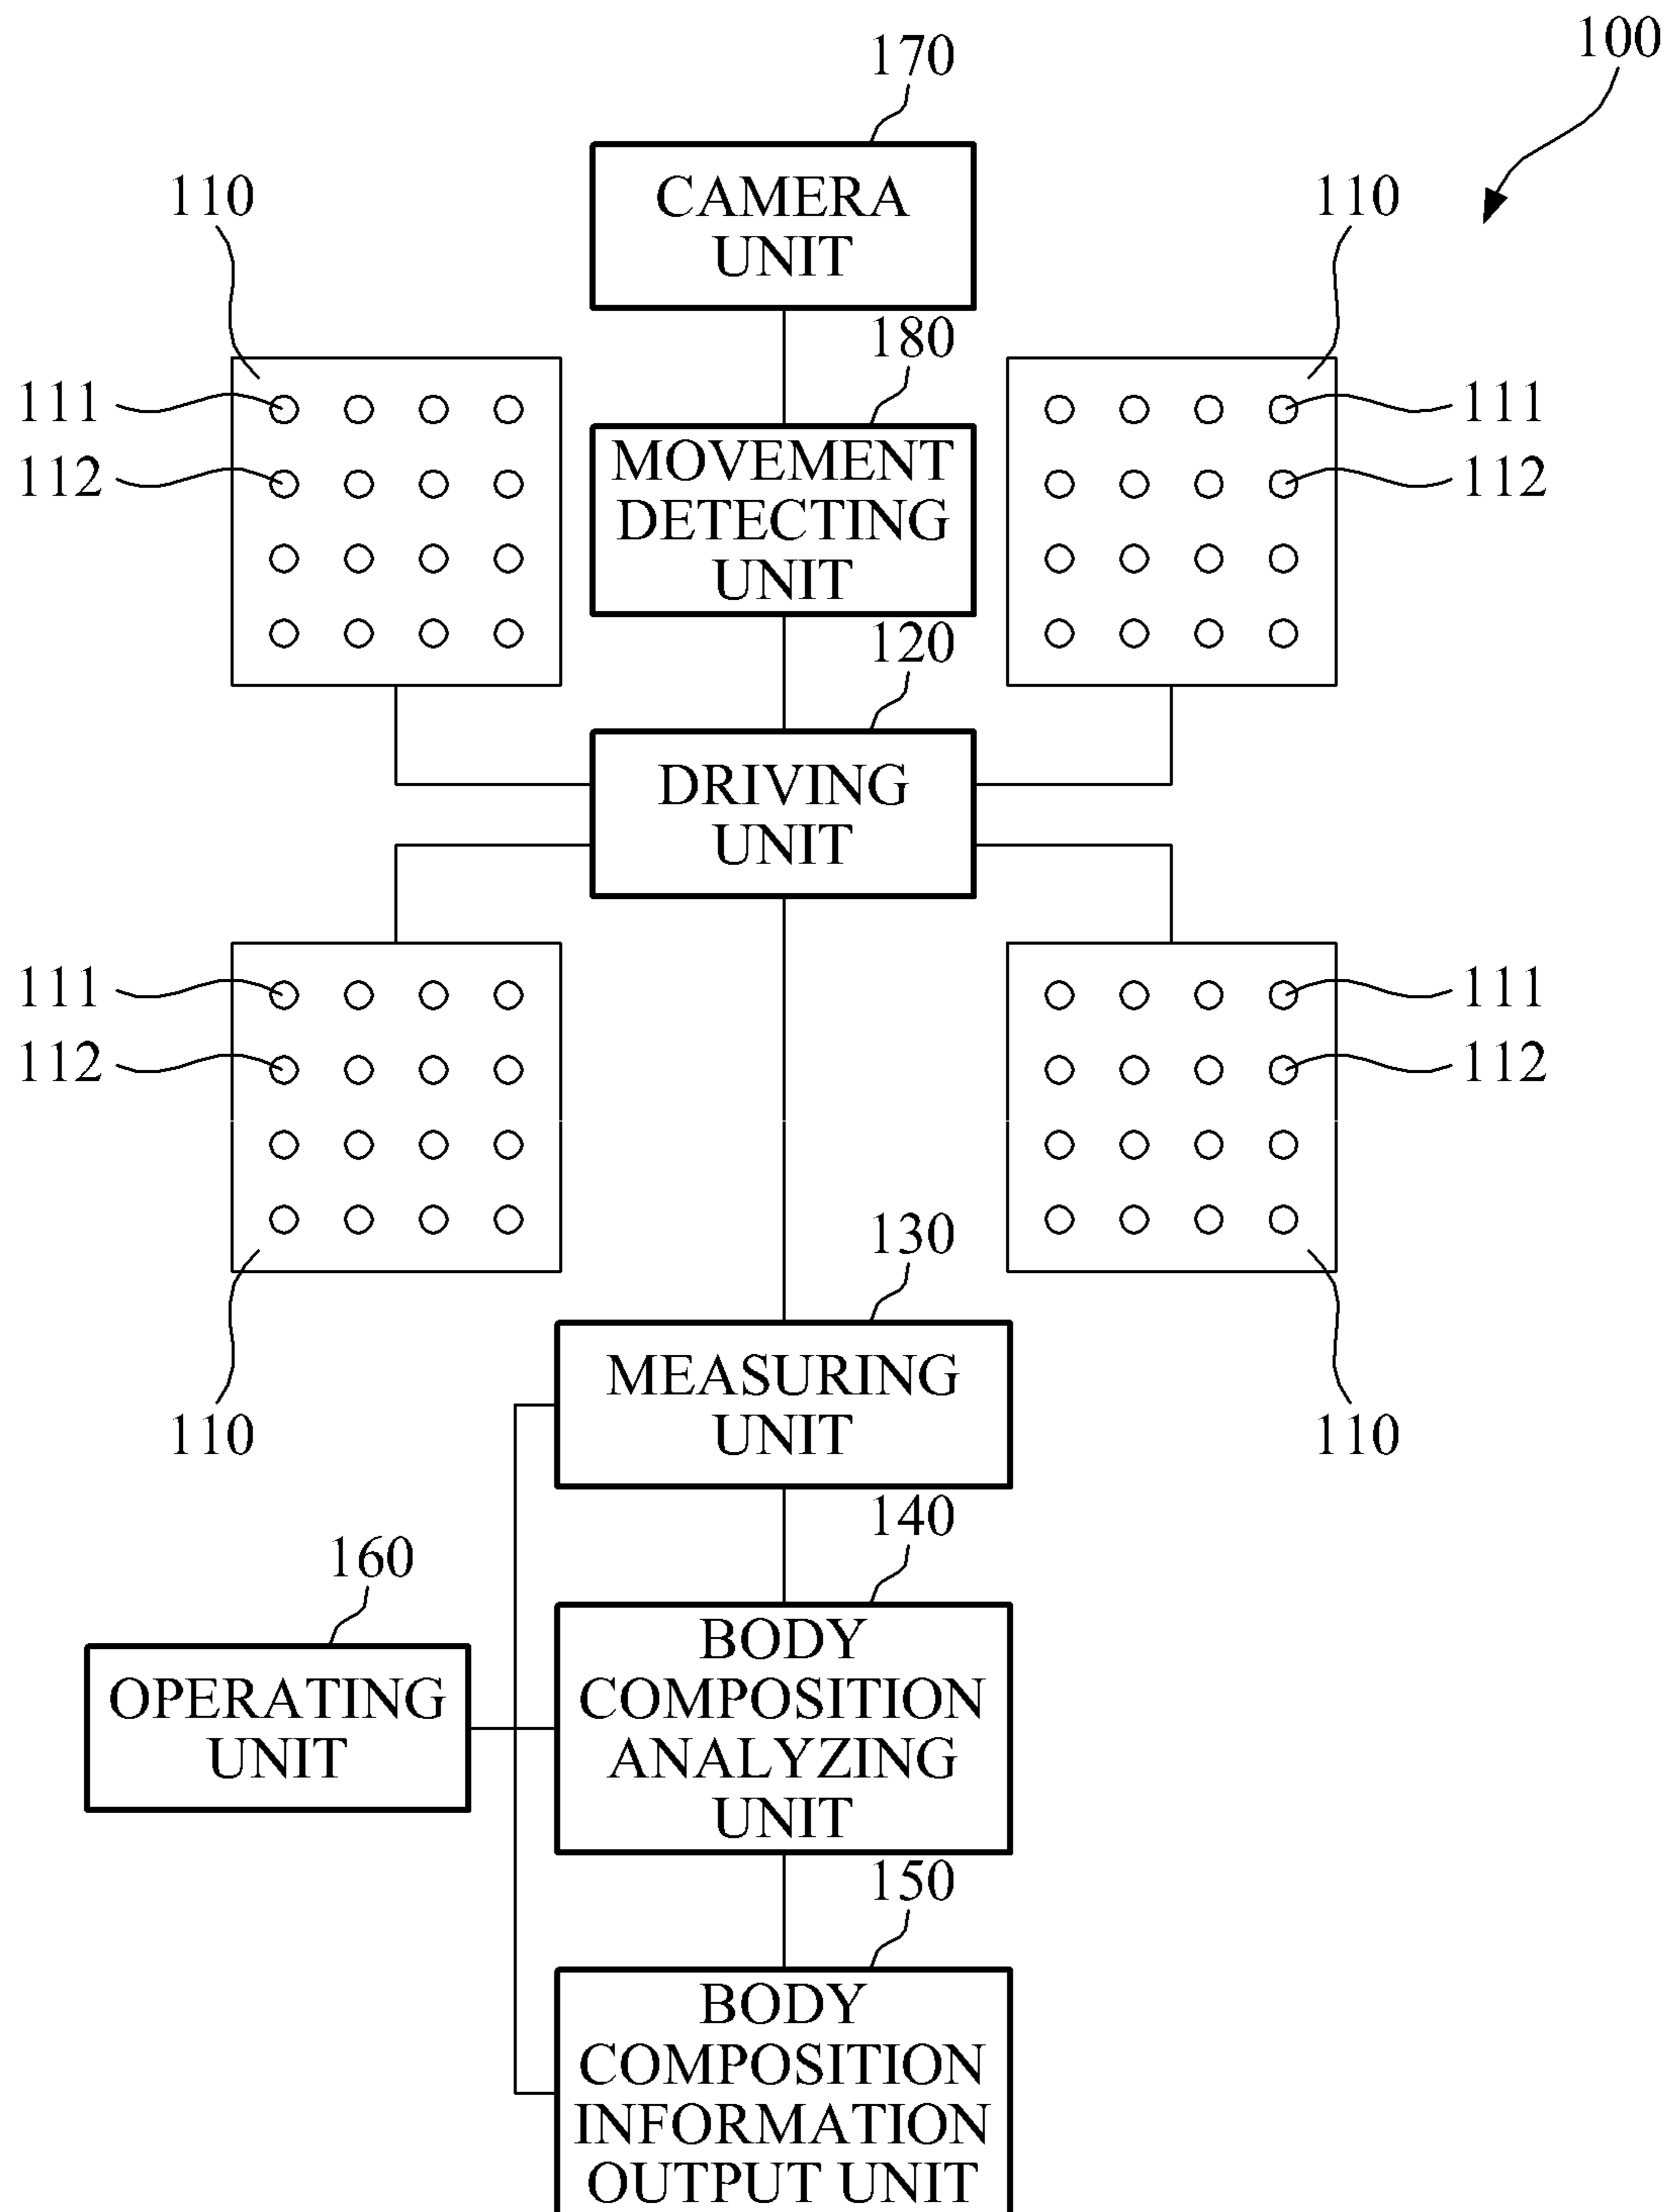 100
170
CAMERA
UNIT
110
110
180
111
111
MOVEMENT
DETECTING
UNIT
112
112
120
DRIVING
UNIT
111
111
112
112
130
MEASURING
UNIT
110
110
140
160
BODY
COMPOSITION
ANALYZING
UNIT
OPERATING
UNIT
150
BODY
COMPOSITION
INFORMATION
OUTPUT UNIT